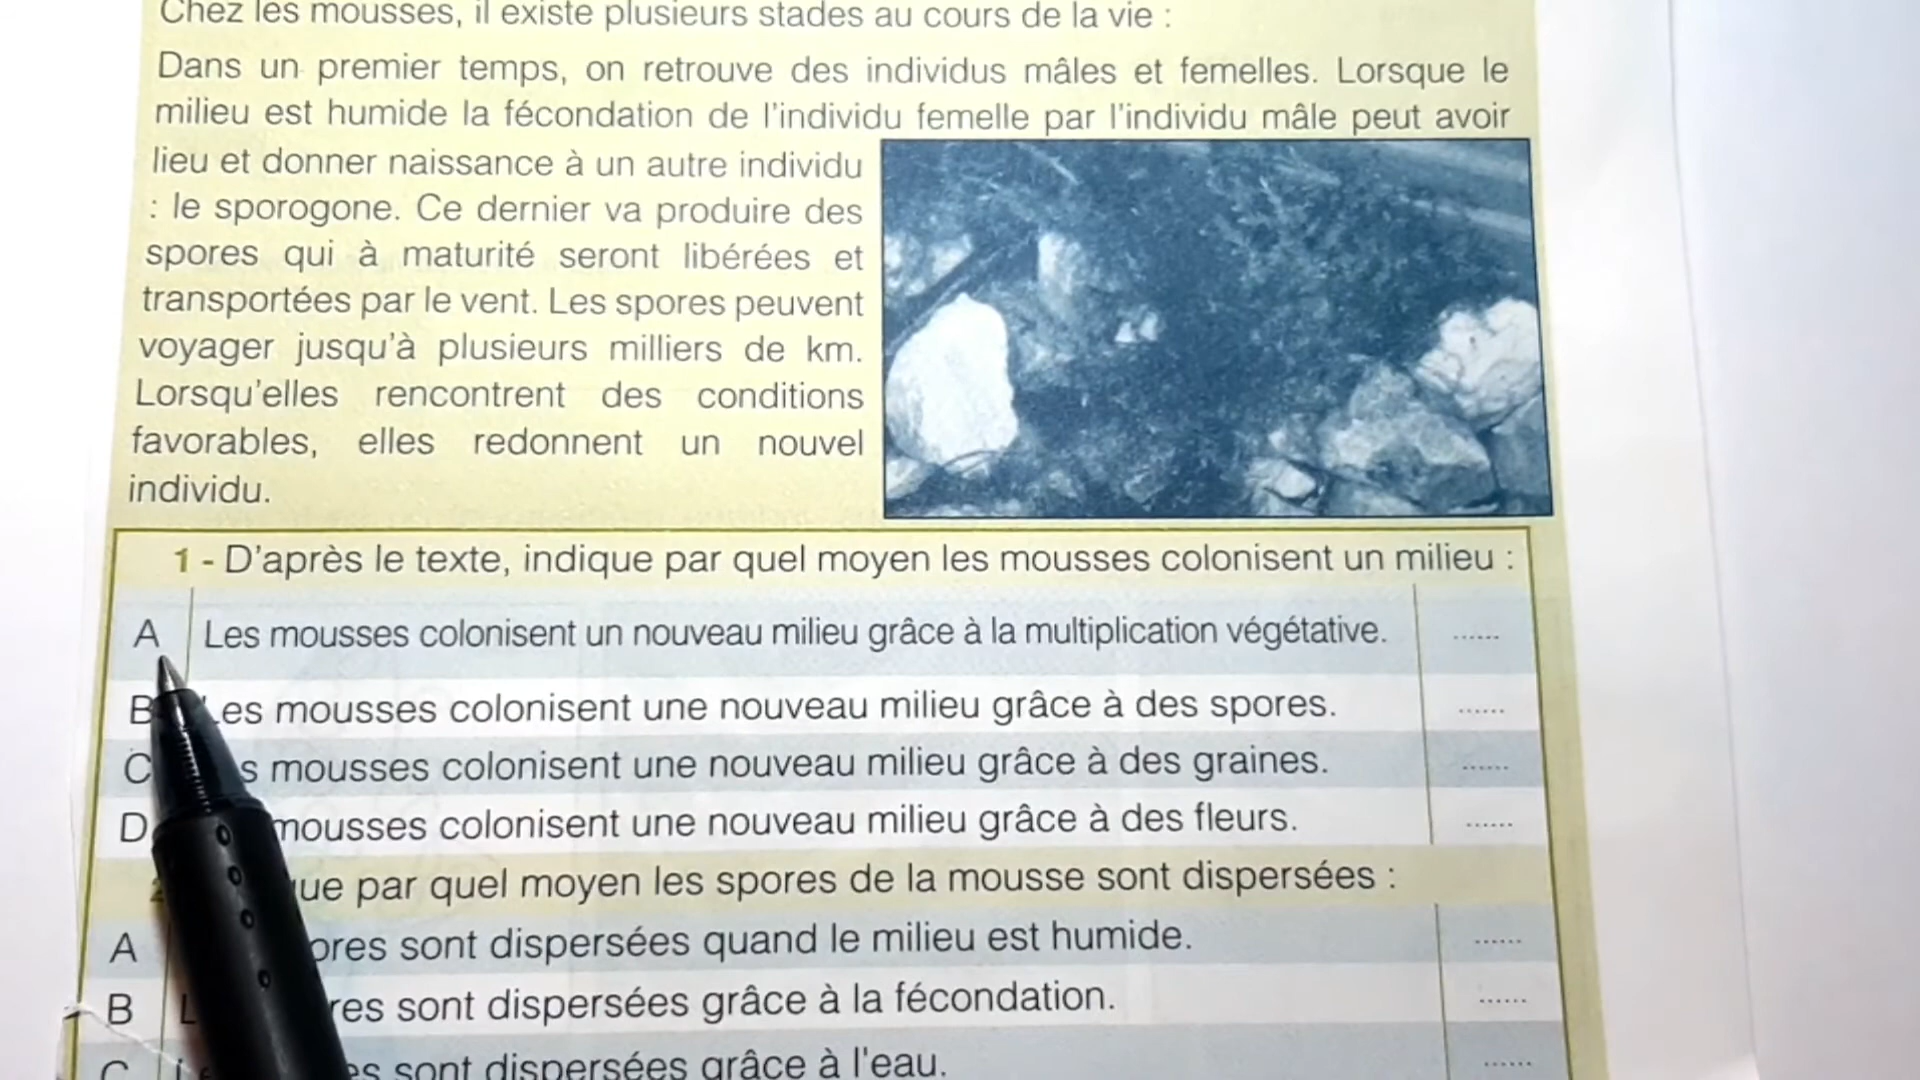 Chez les mousses, il existe plusieurs stades au cours de la vie :
Dans un premier temps, on retrouve des individus mâles et femelles. Lorsque le
milieu est humide la fécondation de l'individu femelle par l'individu mâle peut avoir
lieu et donner naissance à un autre individu
: le sporogone. Ce dernier va produire des
spores qui à maturité seront libérées et
transportées par le vent. Les spores peuvent
voyager jusqu'à plusieurs milliers de km.
Lorsqu'elles rencontrent des conditions
favorables, elles redonnent un nouvel
individu.
1 - D'après le texte, indique par quel moyen les mousses colonisent un milieu :
A Les mousses colonisent un nouveau milieu grâce à la multiplication végétative. ......
B Les mousses colonisent une nouveau milieu grâce à des spores. ......
C mousses colonisent une nouveau milieu grâce à des graines. ......
D mousses colonisent une nouveau milieu grâce à des fleurs. ......
par quel moyen les spores de la mousse sont dispersées :
A sont dispersées quand le milieu est humide. ......
B sont dispersées grâce à la fécondation. ......
C sont dispersées grâce à l'eau. ......